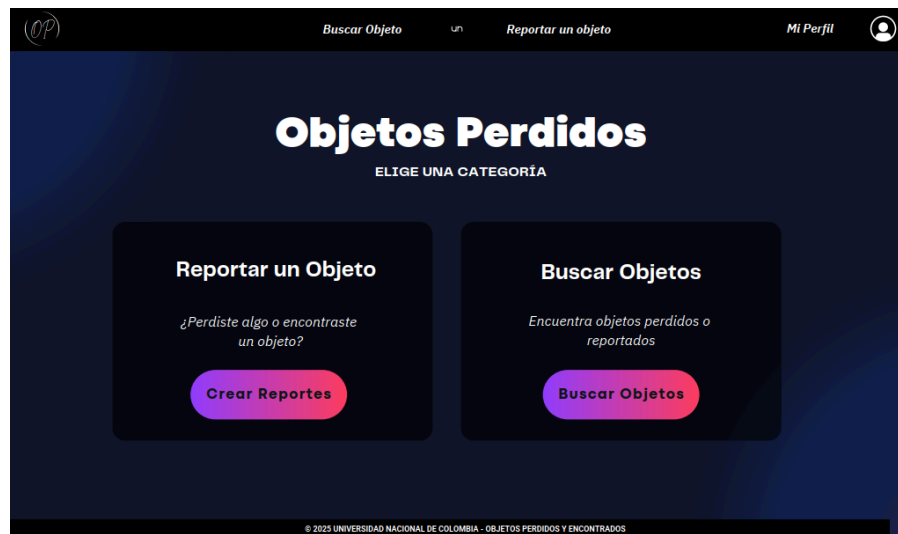 OP
Buscar Objeto un Reportar un objeto Mi Perfil
Objetos Perdidos
ELIGE UNA CATEGORÍA
Reportar un Objeto
¿Perdiste algo o encontraste
un objeto?
Crear Reportes
Buscar Objetos
Encuentra objetos perdidos o
reportados
Buscar Objetos
© 2025 UNIVERSIDAD NACIONAL DE COLOMBIA - OBJETOS PERDIDOS Y ENCONTRADOS